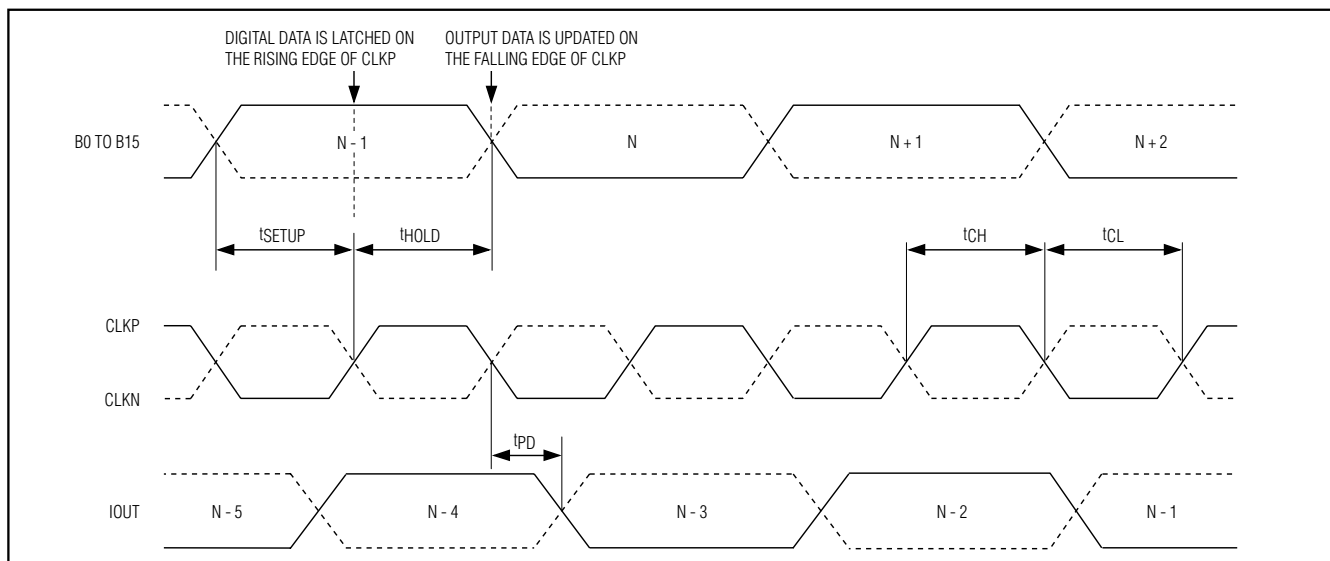 DIGITAL DATA IS LATCHED ON
THE RISING EDGE OF CLKP
OUTPUT DATA IS UPDATED ON
THE FALLING EDGE OF CLKP
B0 TO B15
N - 1
N
N + 1
N + 2
tSETUP
tHOLD
tCH
tCL
CLKP
CLKN
tPD
IOUT
N - 5
N - 4
N - 3
N - 2
N - 1